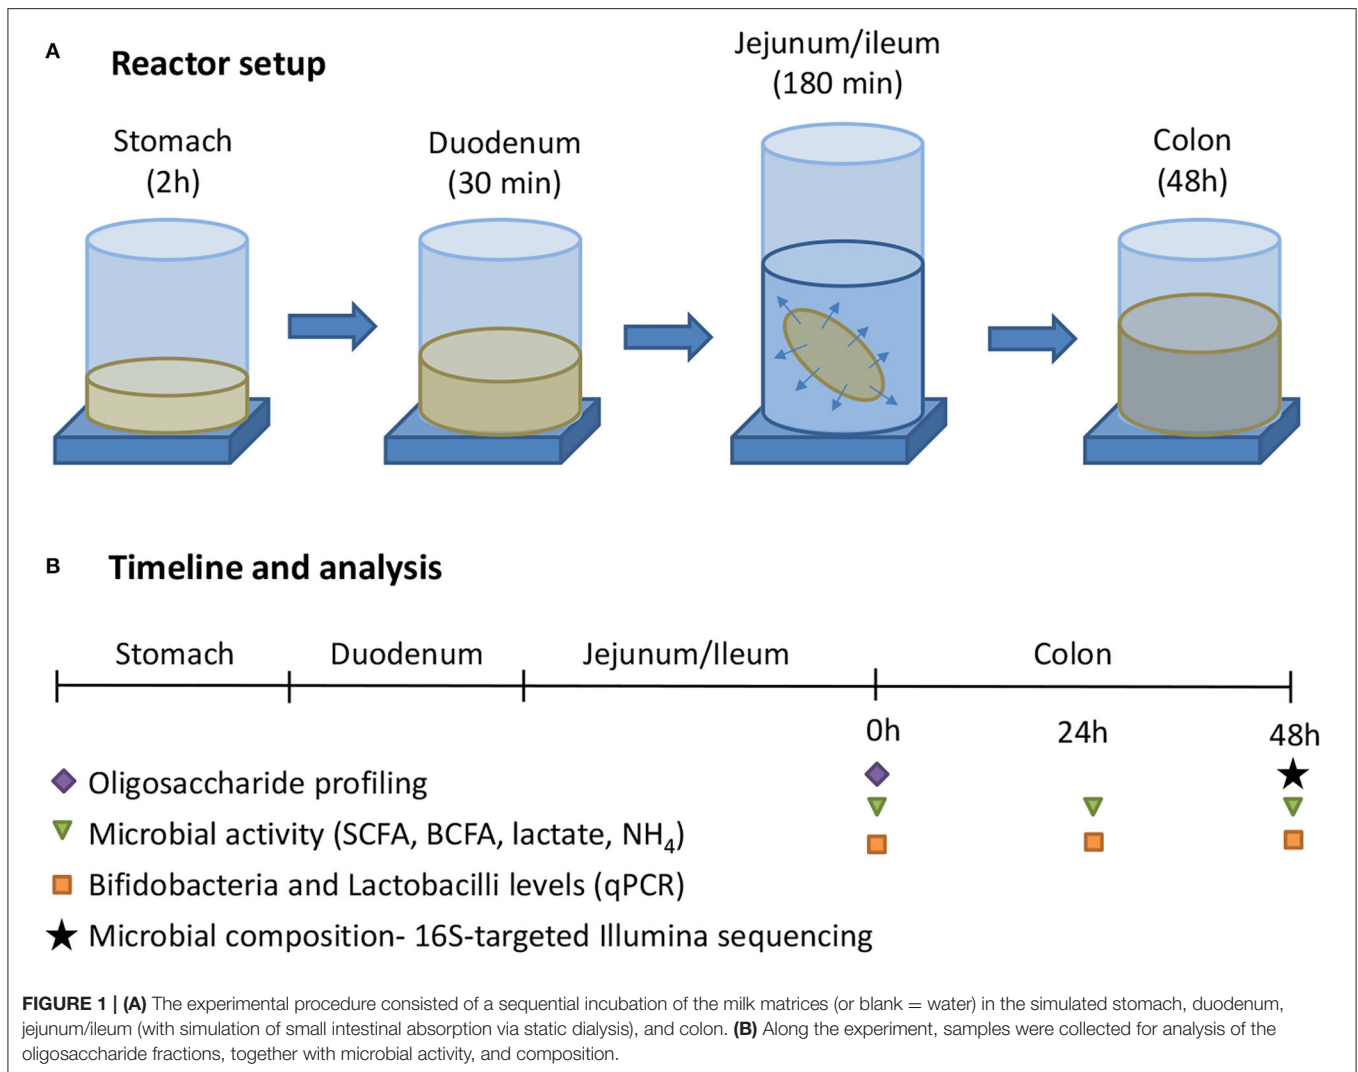 A Reactor setup
Stomach
(2h)
Duodenum
(30 min)
Jejunum/ileum
(180 min)
Colon
(48h)
B Timeline and analysis
Stomach Duodenum Jejunum/Ileum Colon
0h 24h 48h
Oligosaccharide profiling
Microbial activity (SCFA, BCFA, lactate, NH4)
Bifidobacteria and Lactobacilli levels (qPCR)
Microbial composition- 16S-targeted Illumina sequencing
FIGURE 1 | (A) The experimental procedure consisted of a sequential incubation of the milk matrices (or blank = water) in the simulated stomach, duodenum,
jejunum/ileum (with simulation of small intestinal absorption via static dialysis), and colon. (B) Along the experiment, samples were collected for analysis of the
oligosaccharide fractions, together with microbial activity, and composition.